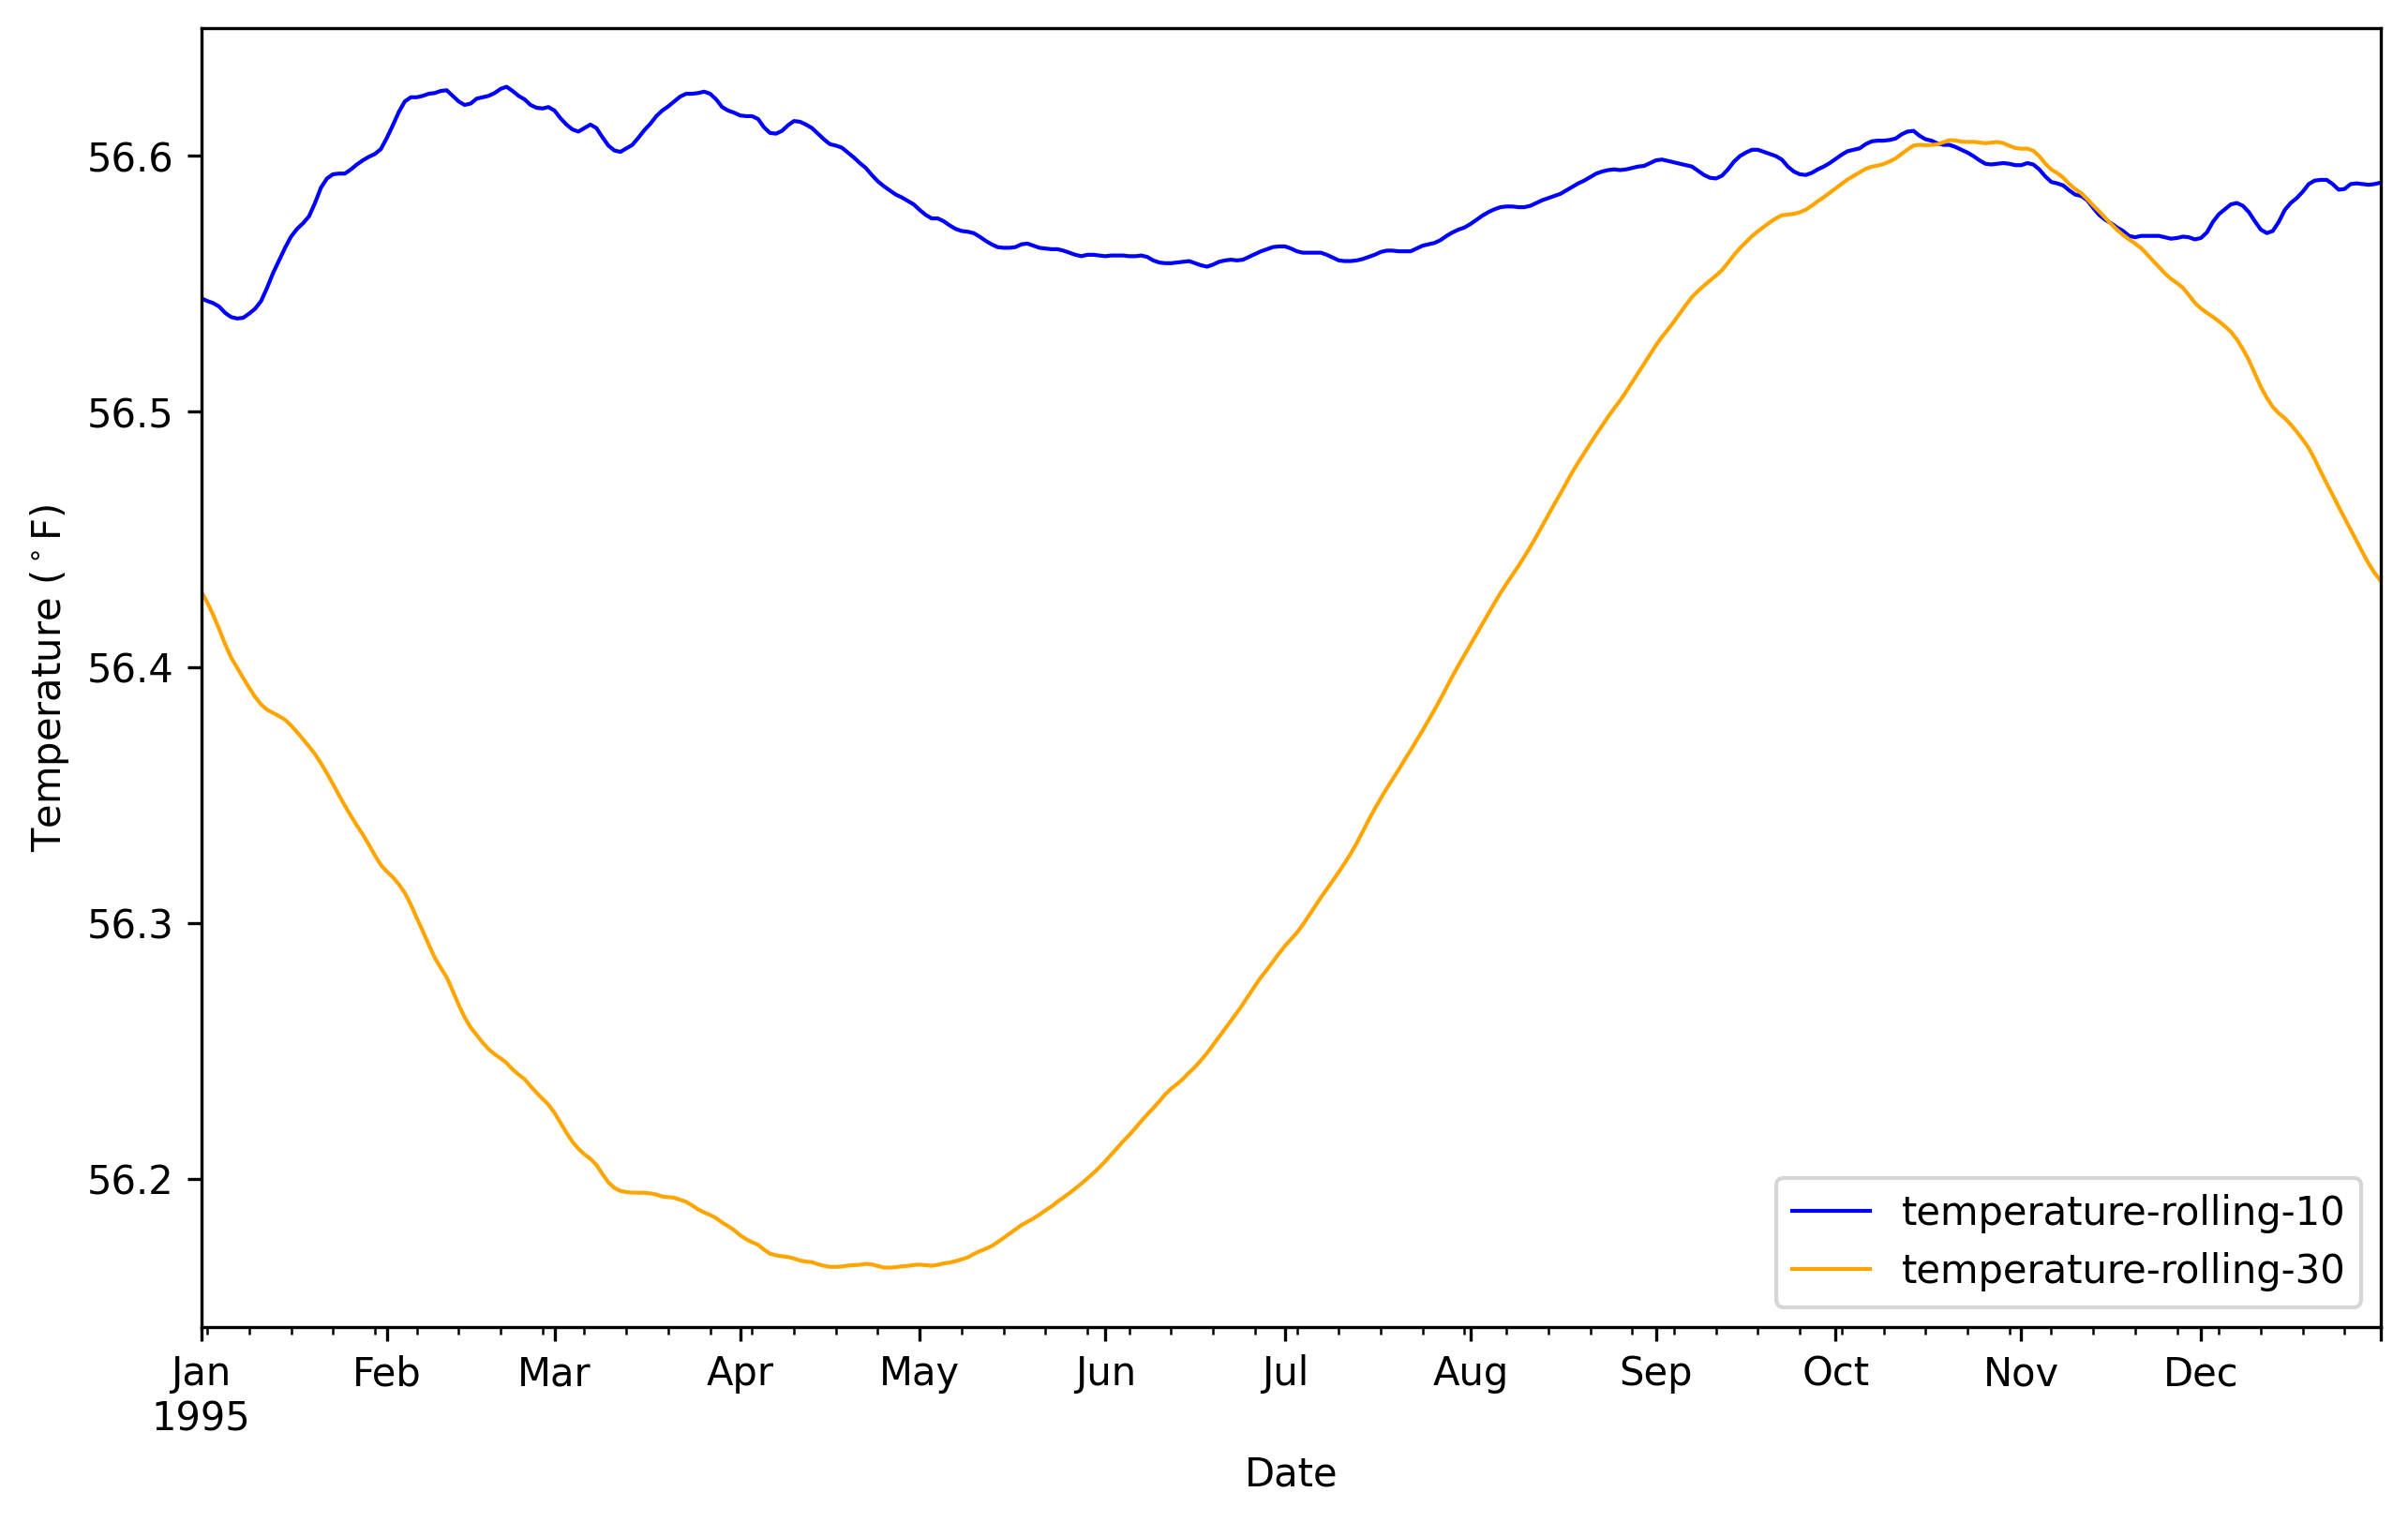 56.6
56.5
56.4
56.3
56.2
Temperature (°F)
Jan Feb Mar Apr May Jun Jul Aug Sep Oct Nov Dec
1995
Date
temperature-rolling-10
temperature-rolling-30